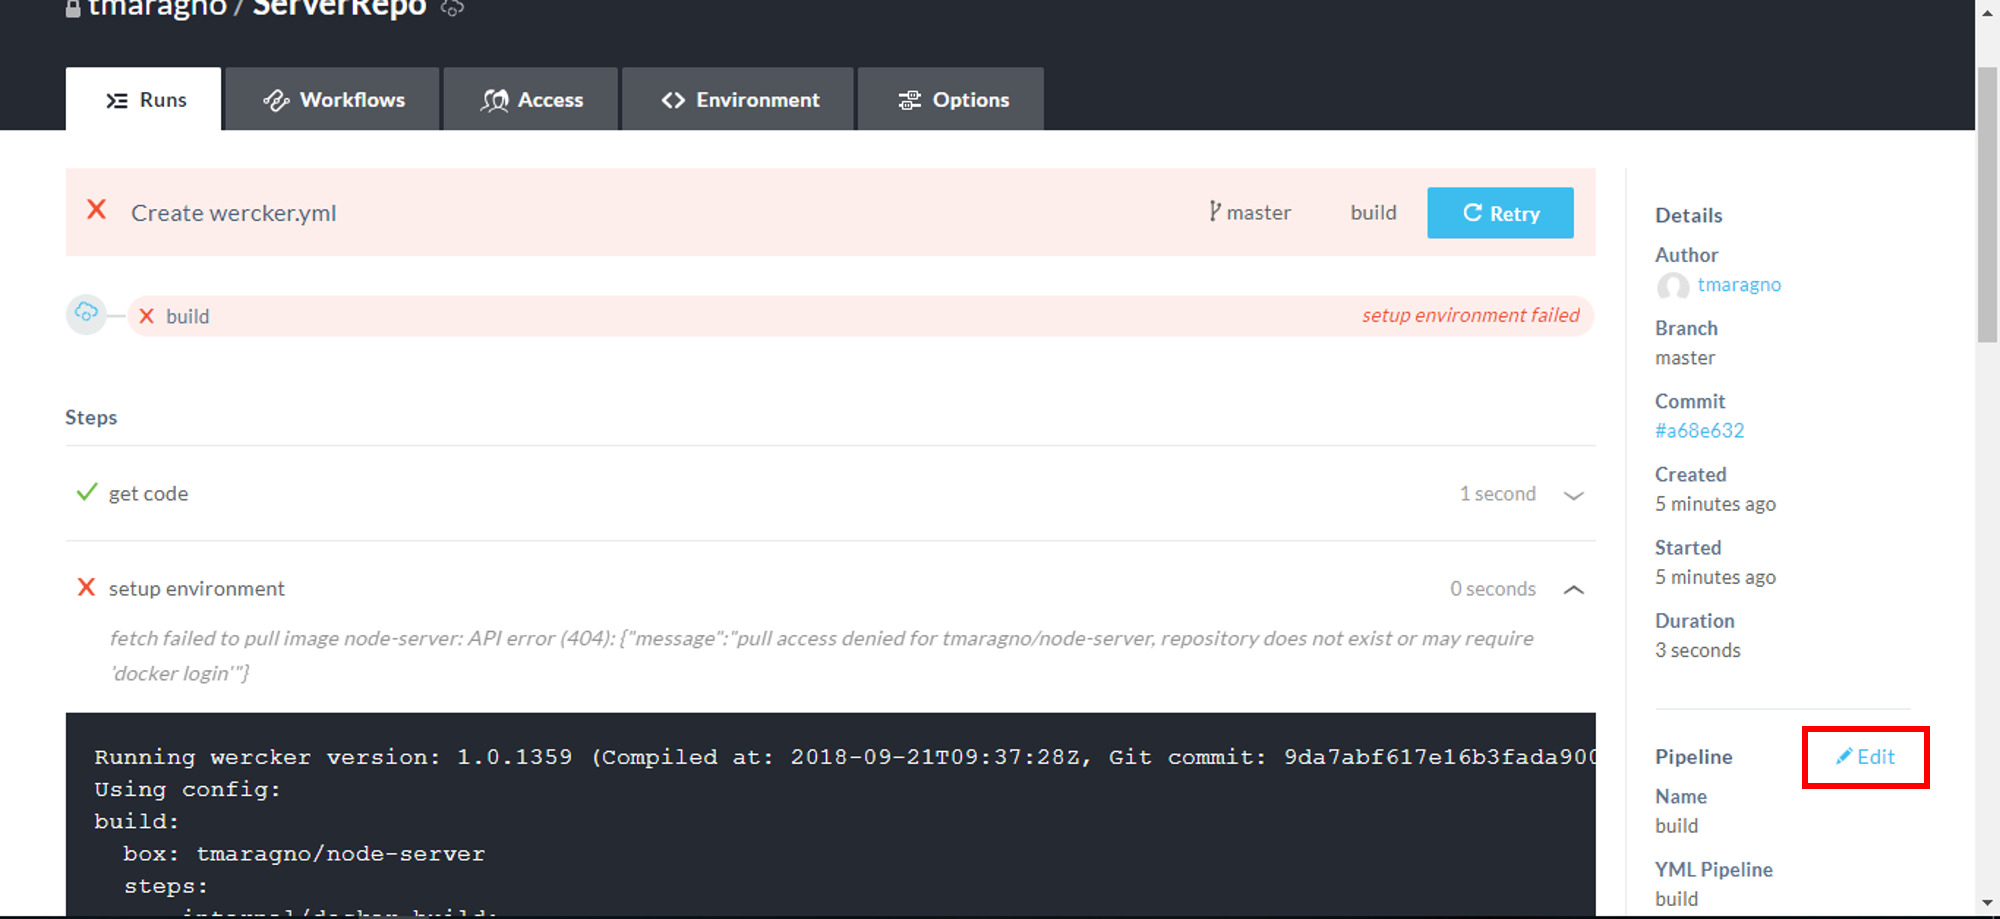 tmaragno / ServerRepo
Runs
Workflows
Access
Environment
Options
Create wercker.yml
master
build
Retry
build
setup environment failed
Steps
get code
1 second
setup environment
0 seconds
fetch failed to pull image node-server: API error (404): {"message":"pull access denied for tmaragno/node-server, repository does not exist or may require
'docker login'"}
Running wercker version: 1.0.1359 (Compiled at: 2018-09-21T09:37:28Z, Git commit: 9da7abf617e16b3fada900
Using config:
build:
box: tmaragno/node-server
steps:
internal/docker-build:
Details
Author
tmaragno
Branch
master
Commit
#a68e632
Created
5 minutes ago
Started
5 minutes ago
Duration
3 seconds
Pipeline
Edit
Name
build
YML Pipeline
build